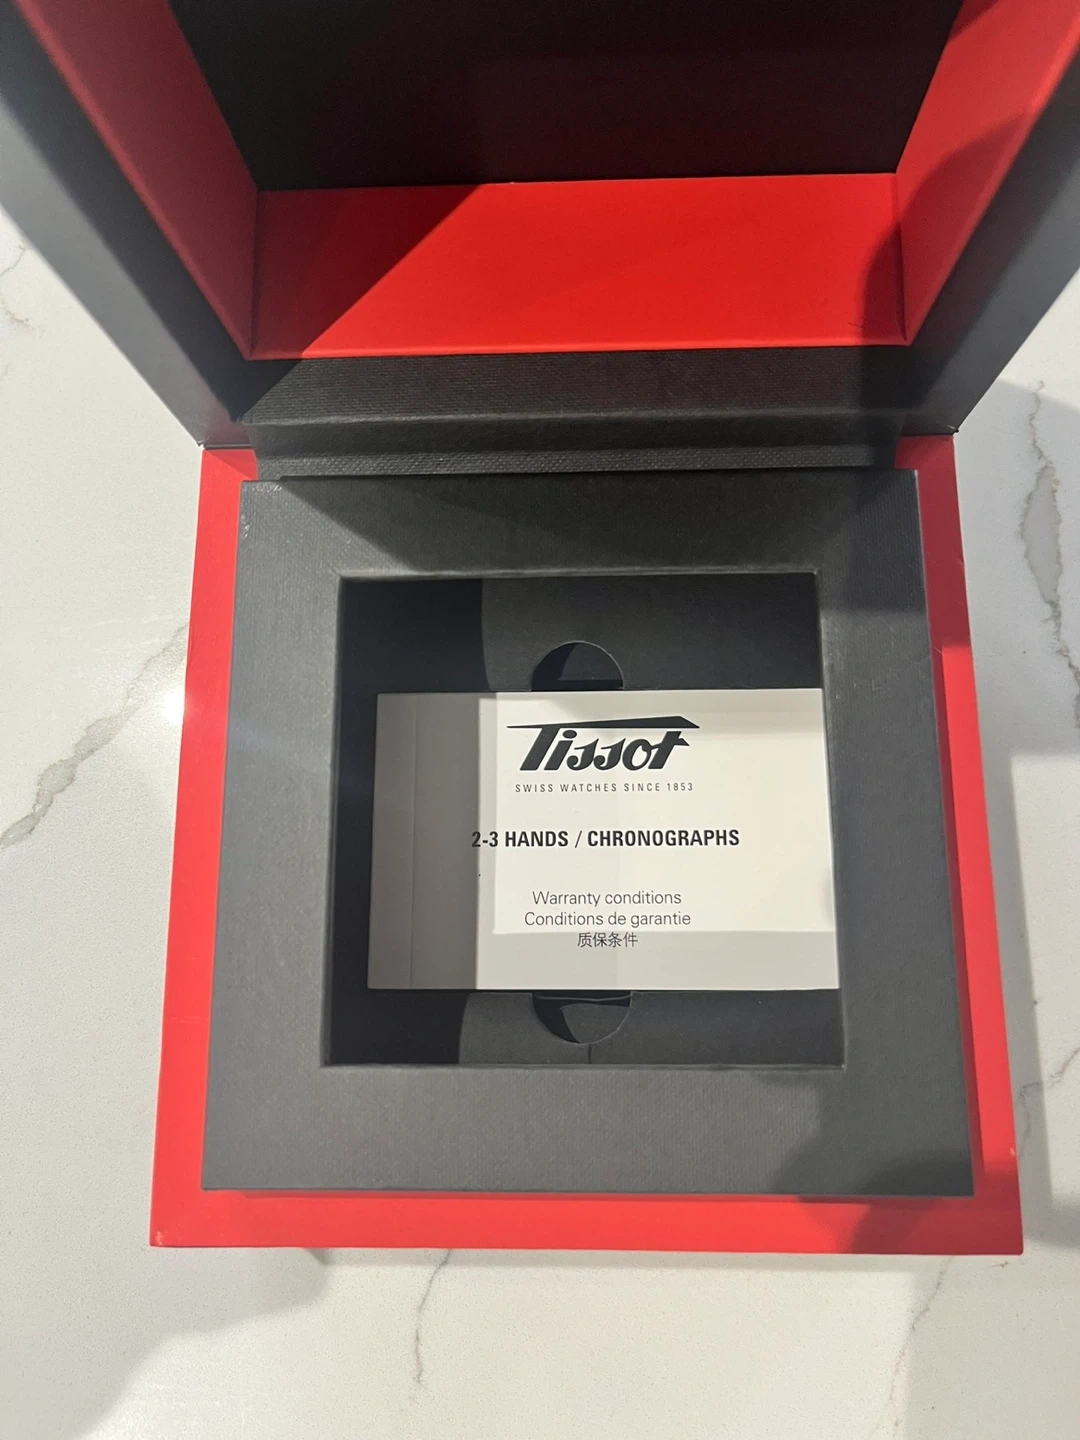 Tissot
SWISS WATCHES SINCE 1853
2-3 HANDS / CHRONOGRAPHS
Warranty conditions
Conditions de garantie
质保条件